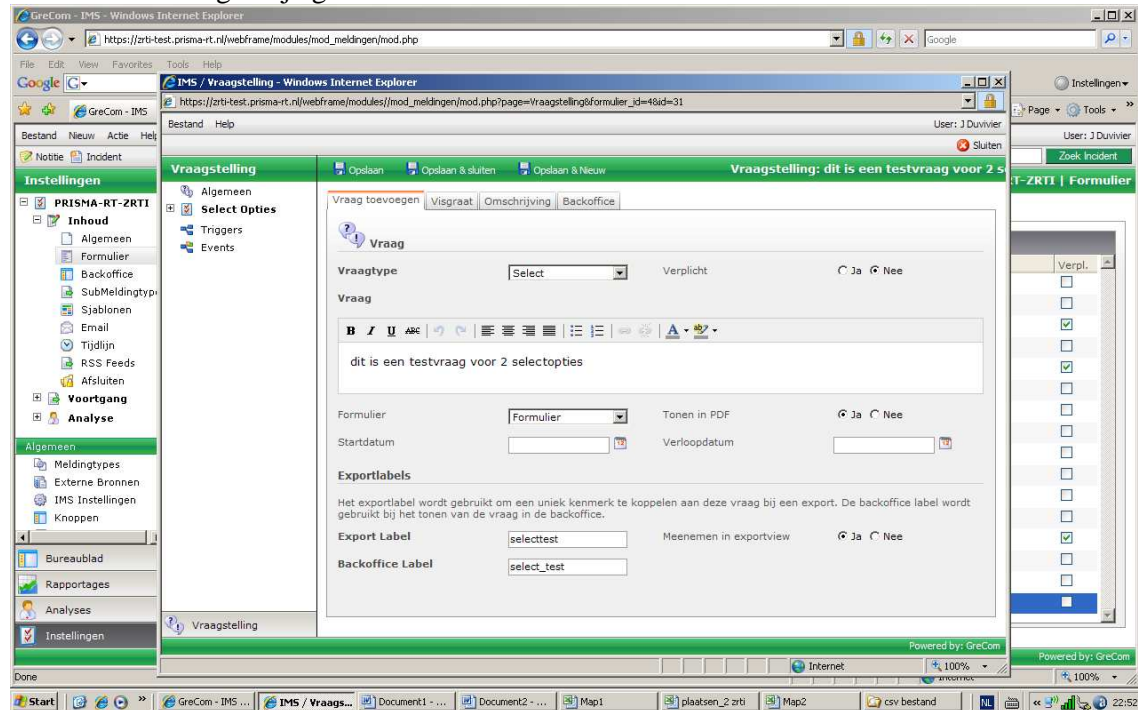 GreCom - IMS - Windows Internet Explorer
https://zrti-test.prisma-rt.nl/webframe/modules/mod_meldingen/mod.php
Google
File Edit View Favorites Tools Help
Google G
Instellingen
GreCom - IMS
Page Tools »
Bestand Nieuw Actie Help
User: J Duvivier
Notitie Incident
Zoek Incident
Instellingen
T-ZRTI | Formulier
PRISMA-RT-ZRTI
Inhoud
Algemeen
Formulier
Backoffice
SubMeldingtyp
Sjablonen
Email
Tijdlijn
RSS Feeds
Afsluiten
Voortgang
Analyse
Algemeen
Meldingtypes
Externe Bronnen
IMS Instellingen
Knoppen
Bureaublad
Rapportages
Analyses
Instellingen
Verpl.
IMS / Vraagstelling - Windows Internet Explorer
https://zrti-test.prisma-rt.nl/webframe/modules//mod_meldingen/mod.php?page=Vraagstelling&formulier_id=48&id=31
Bestand Help
User: J Duvivier
Sluiten
Vraagstelling
Opslaan Opslaan & sluiten Opslaan & Nieuw
Vraagstelling: dit is een testvraag voor 2 s
Algemeen
Select Opties
Triggers
Events
Vraag toevoegen Visgraat Omschrijving Backoffice
Vraag
Vraagtype Select Verplicht Ja Nee
Vraag
B I U ABC A ab
dit is een testvraag voor 2 selectopties
Formulier Formulier Tonen in PDF Ja Nee
Startdatum Verloopdatum
Exportlabels
Het exportlabel wordt gebruikt om een uniek kenmerk te koppelen aan deze vraag bij een export. De backoffice label wordt
gebruikt bij het tonen van de vraag in de backoffice.
Export Label selecttest Meenemen in exportview Ja Nee
Backoffice Label select_test
Vraagstelling
Powered by: GreCom
Internet 100%
Powered by: GreCom
Done
100%
Start » GreCom - IMS ... IMS / Vraags... Document1 - ... Document2 - ... Map1 plaatsen_2 zrti Map2 csv bestand NL « 22:52